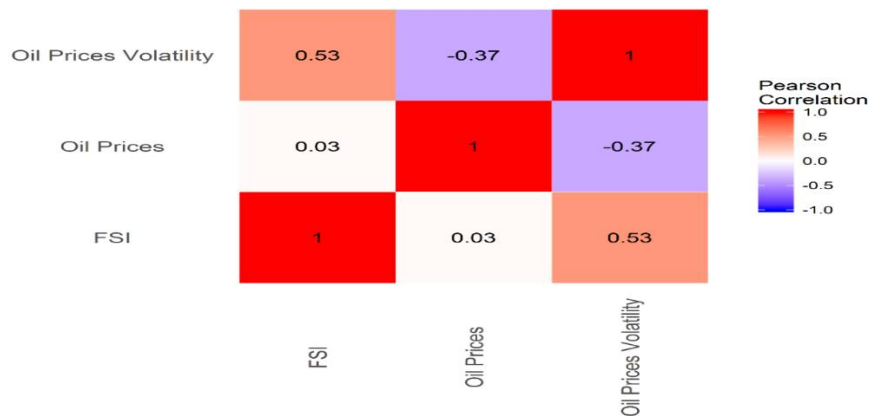 Oil Prices Volatility 0.53 -0.37 1
Oil Prices 0.03 1 -0.37
FSI 1 0.03 0.53
FSI
Oil Prices
Oil Prices Volatility
Pearson
Correlation
1.0
0.5
0.0
-0.5
-1.0